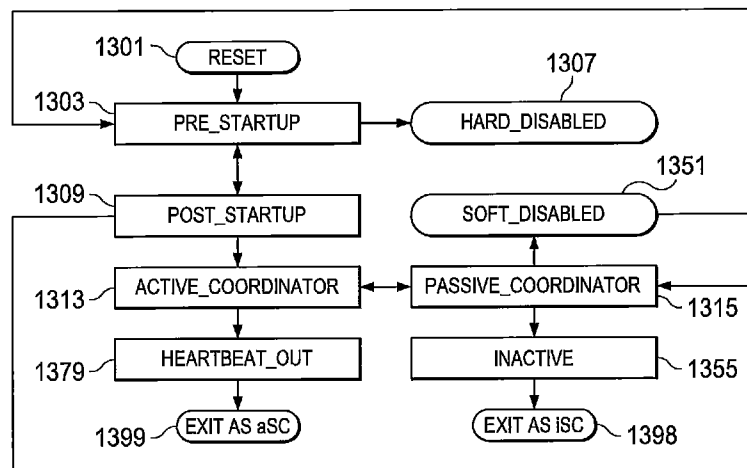 1301
RESET
1303
PRE_STARTUP
1307
HARD_DISABLED
1309
POST_STARTUP
1351
SOFT_DISABLED
1313
ACTIVE_COORDINATOR
PASSIVE_COORDINATOR
1315
1379
HEARTBEAT_OUT
INACTIVE
1355
1399
EXIT AS aSC
EXIT AS iSC
1398